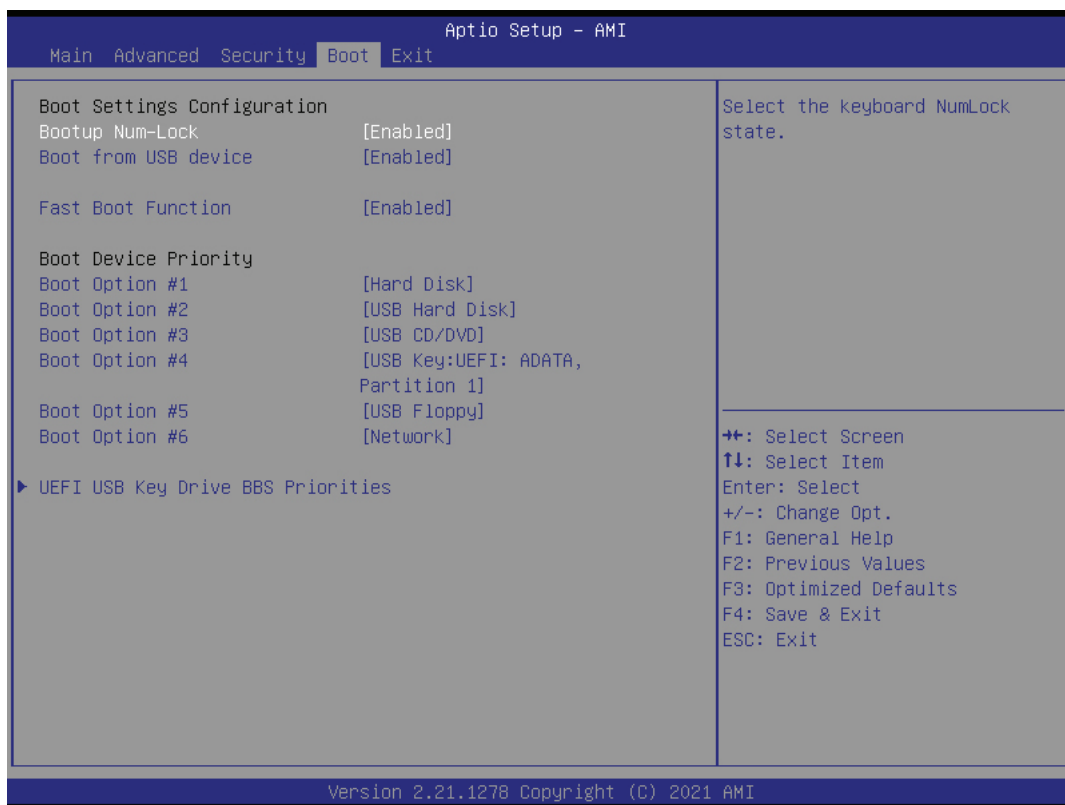 Aptio Setup – AMI
Main Advanced Security Boot Exit
Boot Settings Configuration
Bootup Num-Lock [Enabled]
Boot from USB device [Enabled]
Fast Boot Function [Enabled]
Boot Device Priority
Boot Option #1 [Hard Disk]
Boot Option #2 [USB Hard Disk]
Boot Option #3 [USB CD/DVD]
Boot Option #4 [USB Key:UEFI: ADATA,
Partition 1]
Boot Option #5 [USB Floppy]
Boot Option #6 [Network]
▶ UEFI USB Key Drive BBS Priorities
Select the keyboard NumLock
state.
→←: Select Screen
↑↓: Select Item
Enter: Select
+/-: Change Opt.
F1: General Help
F2: Previous Values
F3: Optimized Defaults
F4: Save & Exit
ESC: Exit
Version 2.21.1278 Copyright (C) 2021 AMI